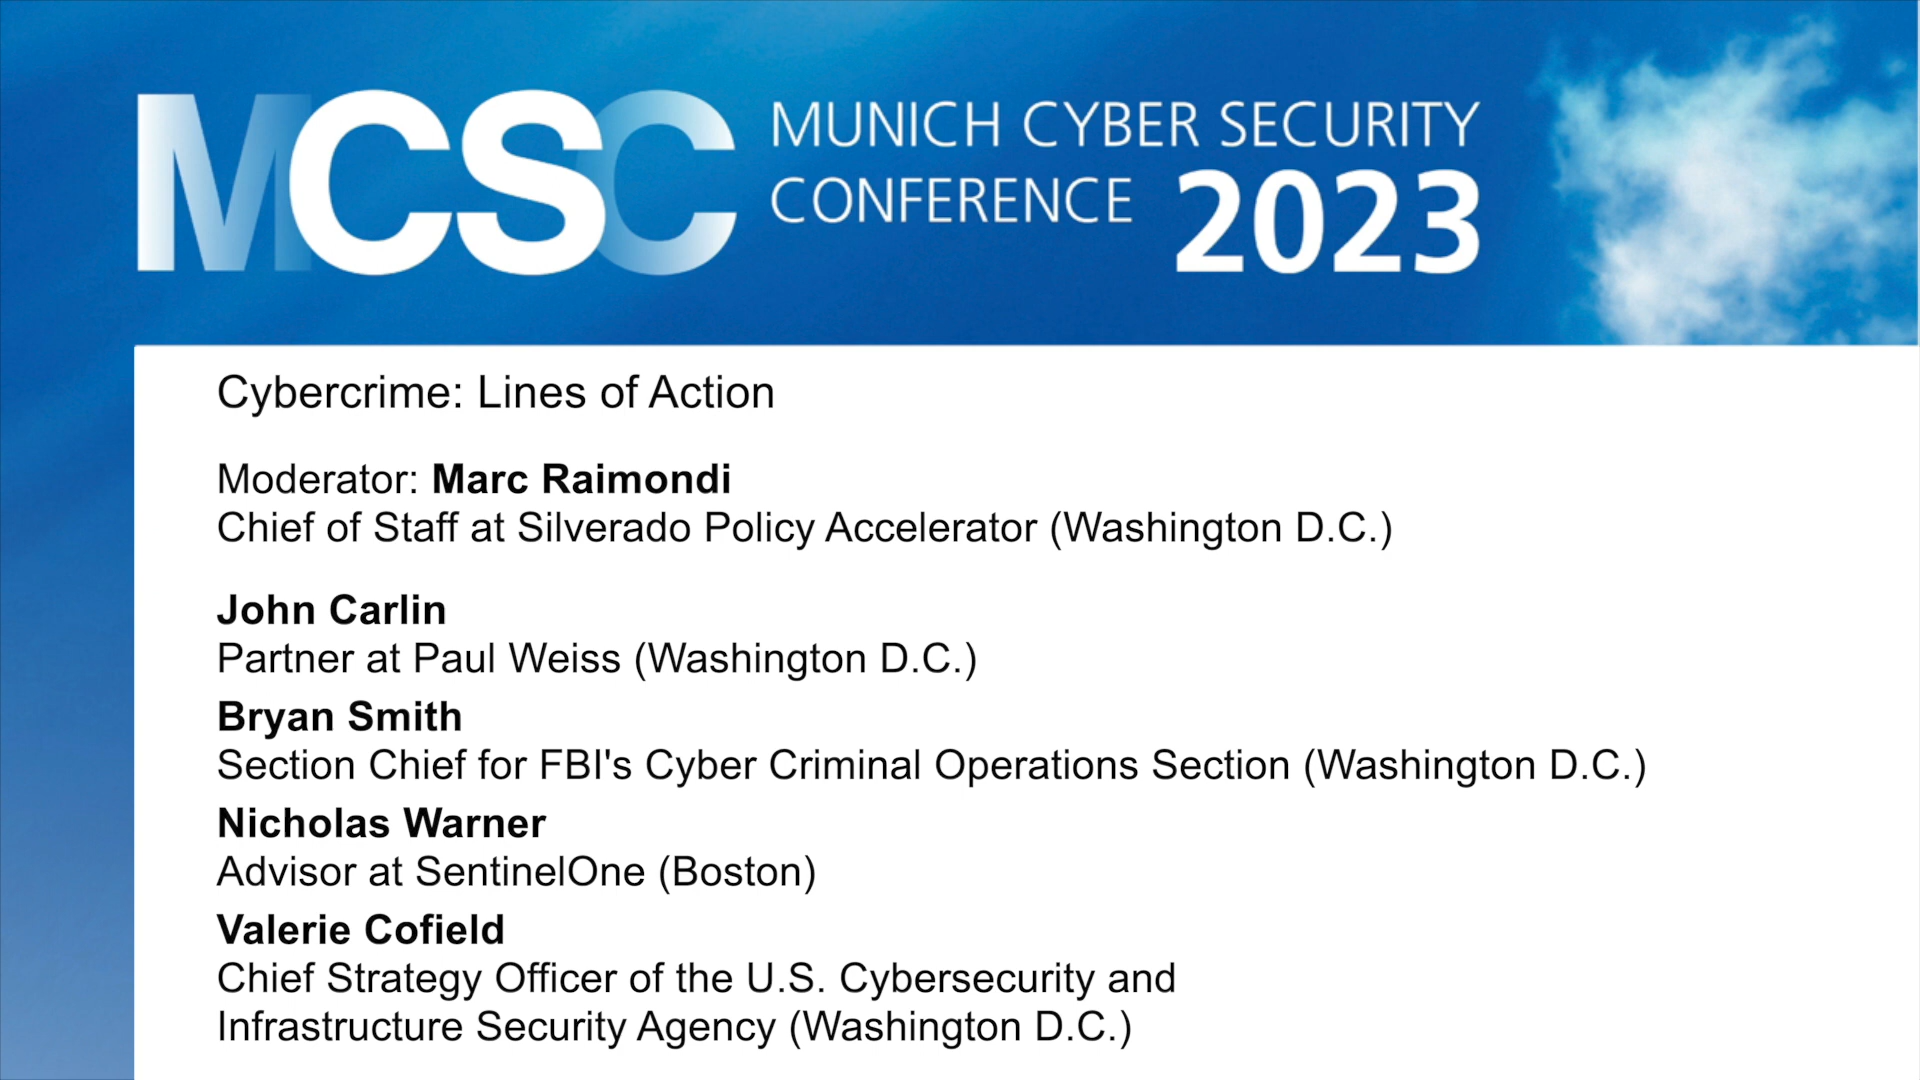 MCSC MUNICH CYBER SECURITY
CONFERENCE 2023
Cybercrime: Lines of Action
Moderator: Marc Raimondi
Chief of Staff at Silverado Policy Accelerator (Washington D.C.)
John Carlin
Partner at Paul Weiss (Washington D.C.)
Bryan Smith
Section Chief for FBI's Cyber Criminal Operations Section (Washington D.C.)
Nicholas Warner
Advisor at SentinelOne (Boston)
Valerie Cofield
Chief Strategy Officer of the U.S. Cybersecurity and
Infrastructure Security Agency (Washington D.C.)